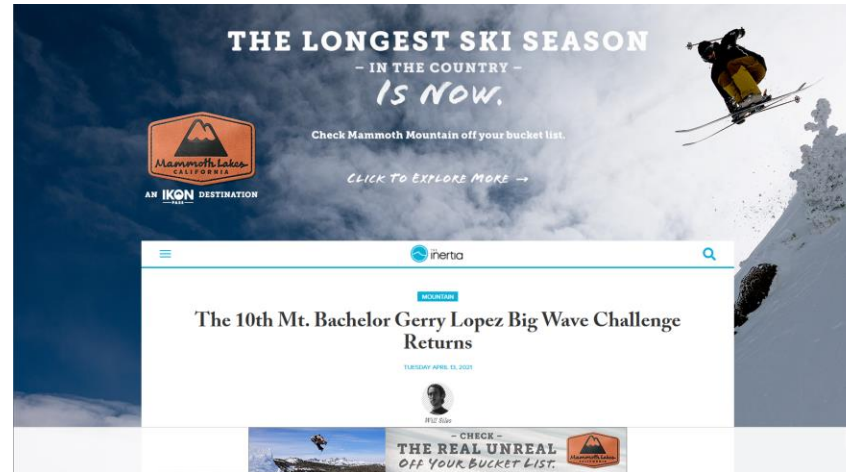 THE LONGEST SKI SEASON
– IN THE COUNTRY –
Is Now.
Check Mammoth Mountain off your bucket list.
Click To Explore More →
Mammoth Lakes
CALIFORNIA
AN IKON PASS DESTINATION
THE inertia
MOUNTAIN
The 10th Mt. Bachelor Gerry Lopez Big Wave Challenge
Returns
TUESDAY APRIL 13, 2021
– CHECK –
THE REAL UNREAL
OFF YOUR BUCKET LIST.
Mammoth Lakes